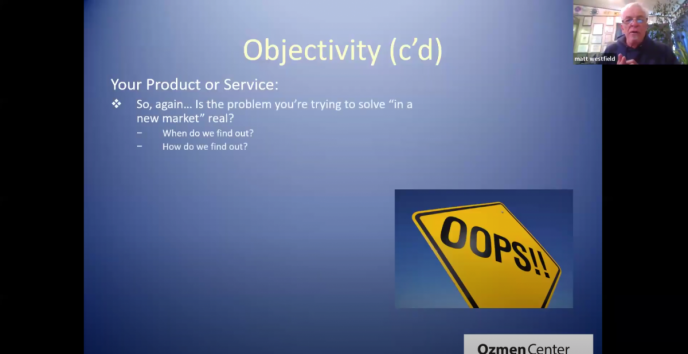 Objectivity (c'd)
matt westfield
Your Product or Service:
❖ So, again... Is the problem you're trying to solve "in a
new market" real?
– When do we find out?
– How do we find out?
OOPS!!
Ozmen Center